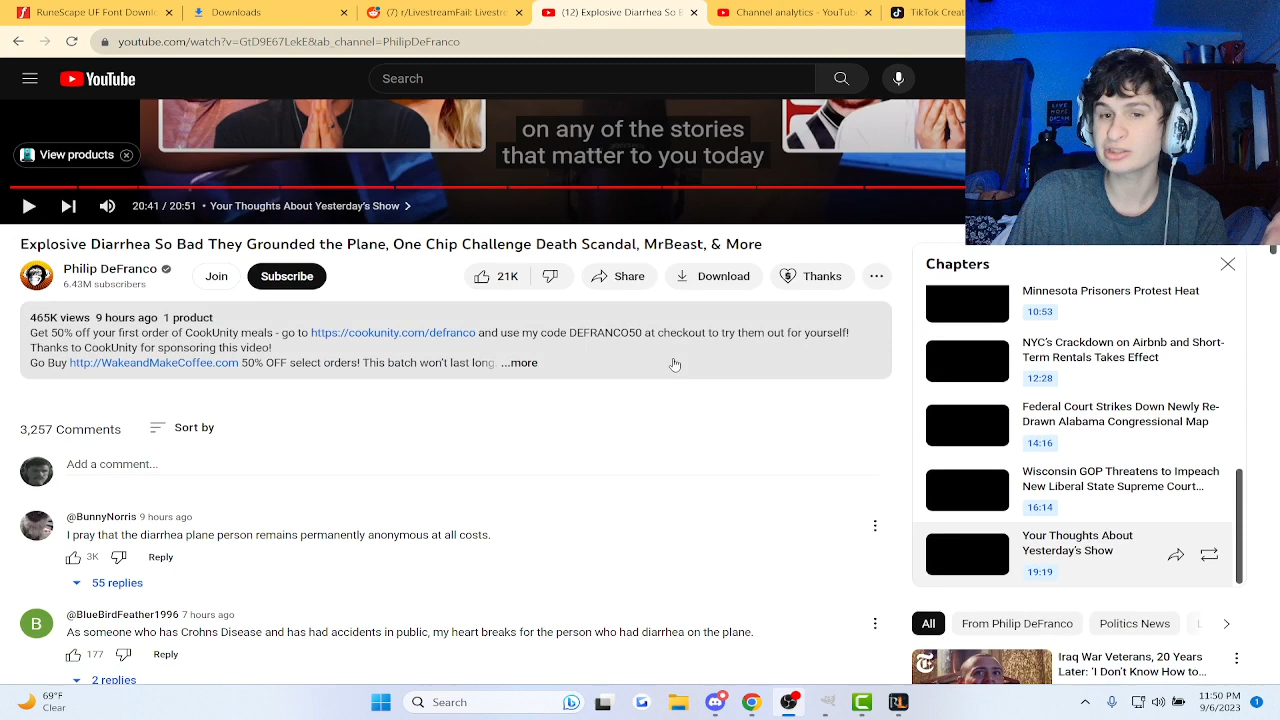 RuneScape UI Font Downlo
Downloads
(7) /r/LivestreamFail: Livestre
(12) Explosive Diarrhea So B
Channel analytics - YouTube
TikTok Creat
youtube.com/watch?v=GtD9E67LekE&ab_channel=PhilipDeFranco
YouTube
Search
on any of the stories
that matter to you today
View products
20:41 / 20:51 • Your Thoughts About Yesterday's Show
LIVE
HOPE
DREAM
Explosive Diarrhea So Bad They Grounded the Plane, One Chip Challenge Death Scandal, MrBeast, & More
Philip DeFranco
6.43M subscribers
Join
Subscribe
21K
Share
Download
Thanks
465K views 9 hours ago 1 product
Get 50% off your first order of CookUnity meals - go to https://cookunity.com/defranco and use my code DEFRANCO50 at checkout to try them out for yourself!
Thanks to CookUnity for sponsoring this video!
Go Buy http://WakeandMakeCoffee.com 50% OFF select orders! This batch won't last long ...more
3,257 Comments
Sort by
Add a comment...
@BunnyNorris 9 hours ago
I pray that the diarrhea plane person remains permanently anonymous at all costs.
3K
Reply
55 replies
B
@BlueBirdFeather1996 7 hours ago
As someone who has Crohns Disease and has had accidents in public, my heart breaks for the person who had diarrhea on the plane.
177
Reply
2 replies
Chapters
Minnesota Prisoners Protest Heat
10:53
NYC's Crackdown on Airbnb and Short-
Term Rentals Takes Effect
12:28
Federal Court Strikes Down Newly Re-
Drawn Alabama Congressional Map
14:16
Wisconsin GOP Threatens to Impeach
New Liberal State Supreme Court...
16:14
Your Thoughts About
Yesterday's Show
19:19
All
From Philip DeFranco
Politics News
Iraq War Veterans, 20 Years
Later: 'I Don't Know How to...
69°F
Clear
Search
11:50 PM
9/6/2023